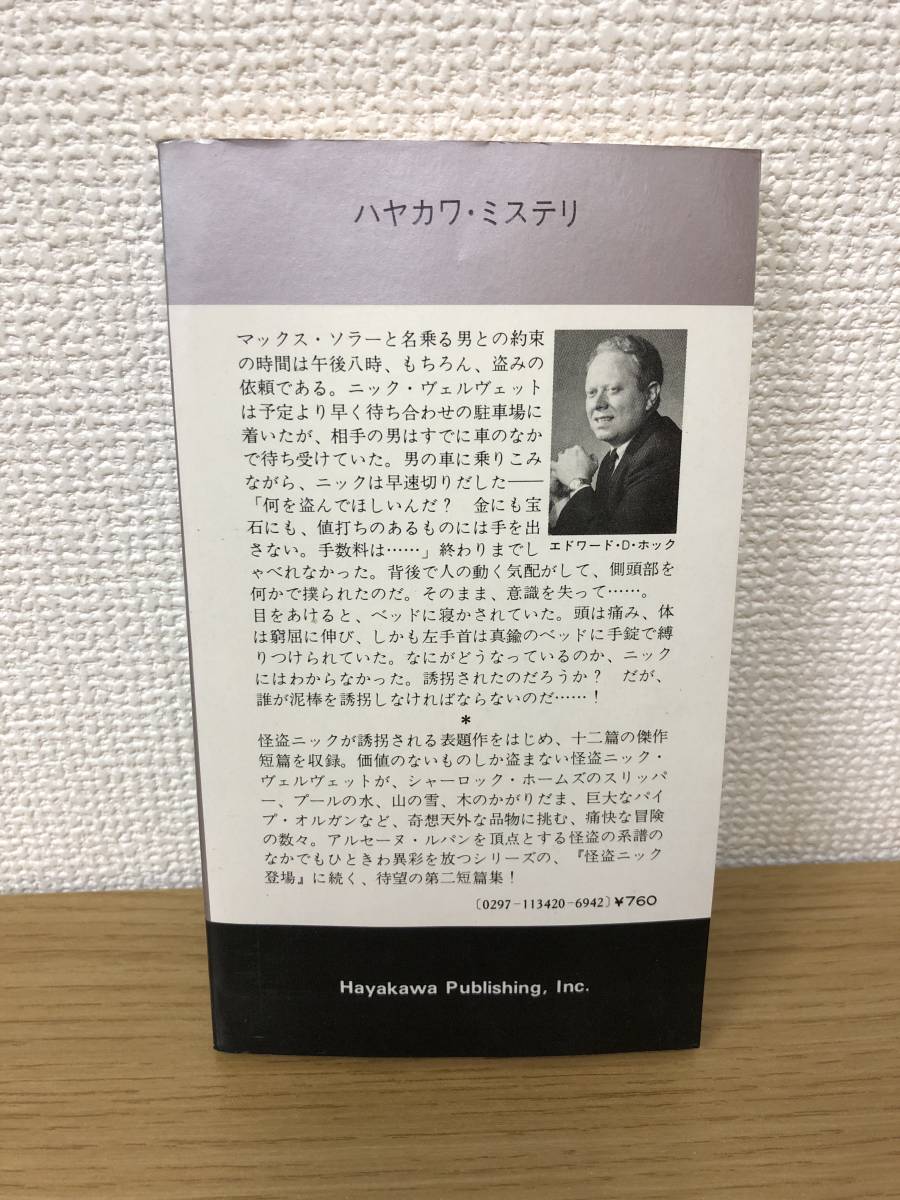 ハヤカワ・ミステリ
マックス・ソラーと名乗る男との約束
の時間は午後八時、もちろん、盗みの
依頼である。ニック・ヴェルヴェット
は予定より早く待ち合わせの駐車場に
着いたが、相手の男はすでに車のなか
で待ち受けていた。男の車に乗りこみ
ながら、ニックは早速切りだした――
「何を盗んでほしいんだ？　金にも宝
石にも、値打ちのあるものには手を出
さない。手数料は……」終わりまでし
ゃべれなかった。背後で人の動く気配がして、側頭部を
何かで撲られたのだ。そのまま、意識を失って……。
目をあけると、ベッドに寝かされていた。頭は痛み、体
は窮屈に伸び、しかも左手首は真鍮のベッドに手錠で縛
りつけられていた。なにがどうなっているのか、ニック
にはわからなかった。誘拐されたのだろうか？　だが、
誰が泥棒を誘拐しなければならないのだ……！
エドワード・D・ホック
*
怪盗ニックが誘拐される表題作をはじめ、十二篇の傑作
短篇を収録。価値のないものしか盗まない怪盗ニック・
ヴェルヴェットが、シャーロック・ホームズのスリッパ
ー、プールの水、山の雪、木のかがりだま、巨大なパイ
プ・オルガンなど、奇想天外な品物に挑む、痛快な冒険
の数々。アルセーヌ・ルパンを頂点とする怪盗の系譜の
なかでもひときわ異彩を放つシリーズの、『怪盗ニック
登場』に続く、待望の第二短篇集！
〔0297-113420-6942〕¥760
Hayakawa Publishing, Inc.